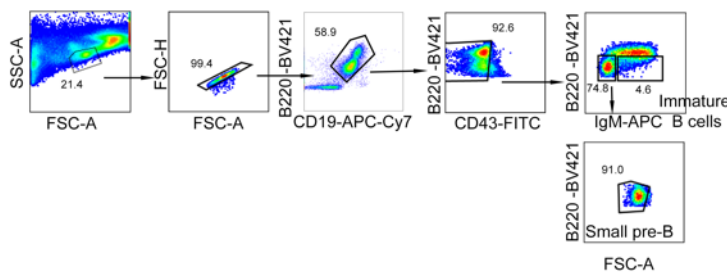 SSC-A
21.4
FSC-A
FSC-H
99.4
FSC-A
B220 -BV421
58.9
CD19-APC-Cy7
B220 -BV421
92.6
CD43-FITC
B220 -BV421
74.8
4.6
Immature
IgM-APC B cells
B220 -BV421
91.0
Small pre-B
FSC-A